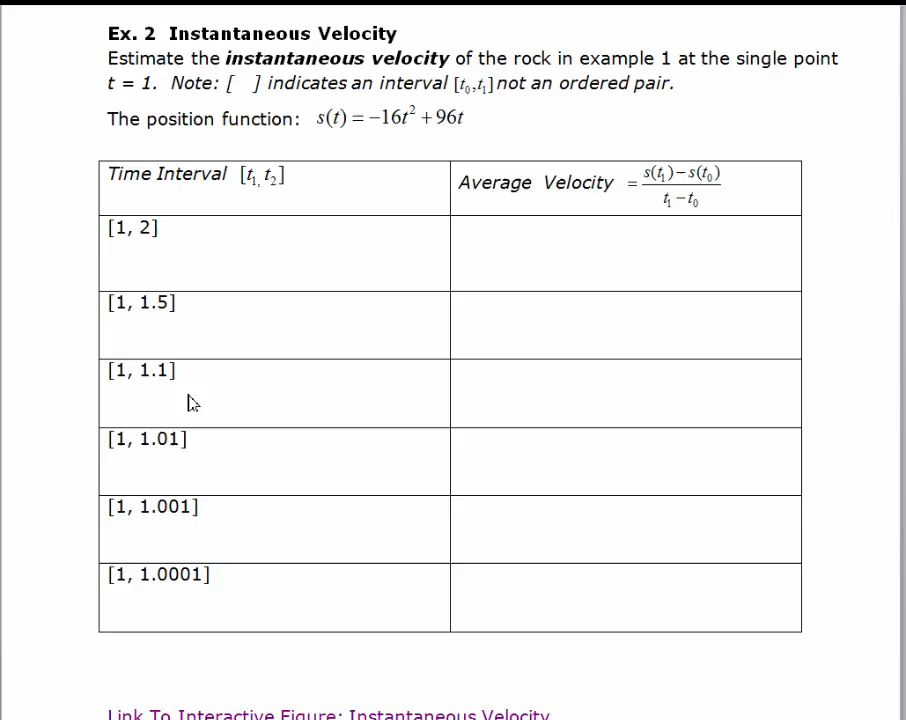 Ex. 2 Instantaneous Velocity
Estimate the instantaneous velocity of the rock in example 1 at the single point
t = 1. Note: [ ] indicates an interval [t₀,t₁] not an ordered pair.
The position function: s(t) = −16t² + 96t
Time Interval [t₁, t₂]
Average Velocity = s(t₁) − s(t₀) / t₁ − t₀
[1, 2]
[1, 1.5]
[1, 1.1]
[1, 1.01]
[1, 1.001]
[1, 1.0001]
Link To Interactive Figure: Instantaneous Velocity